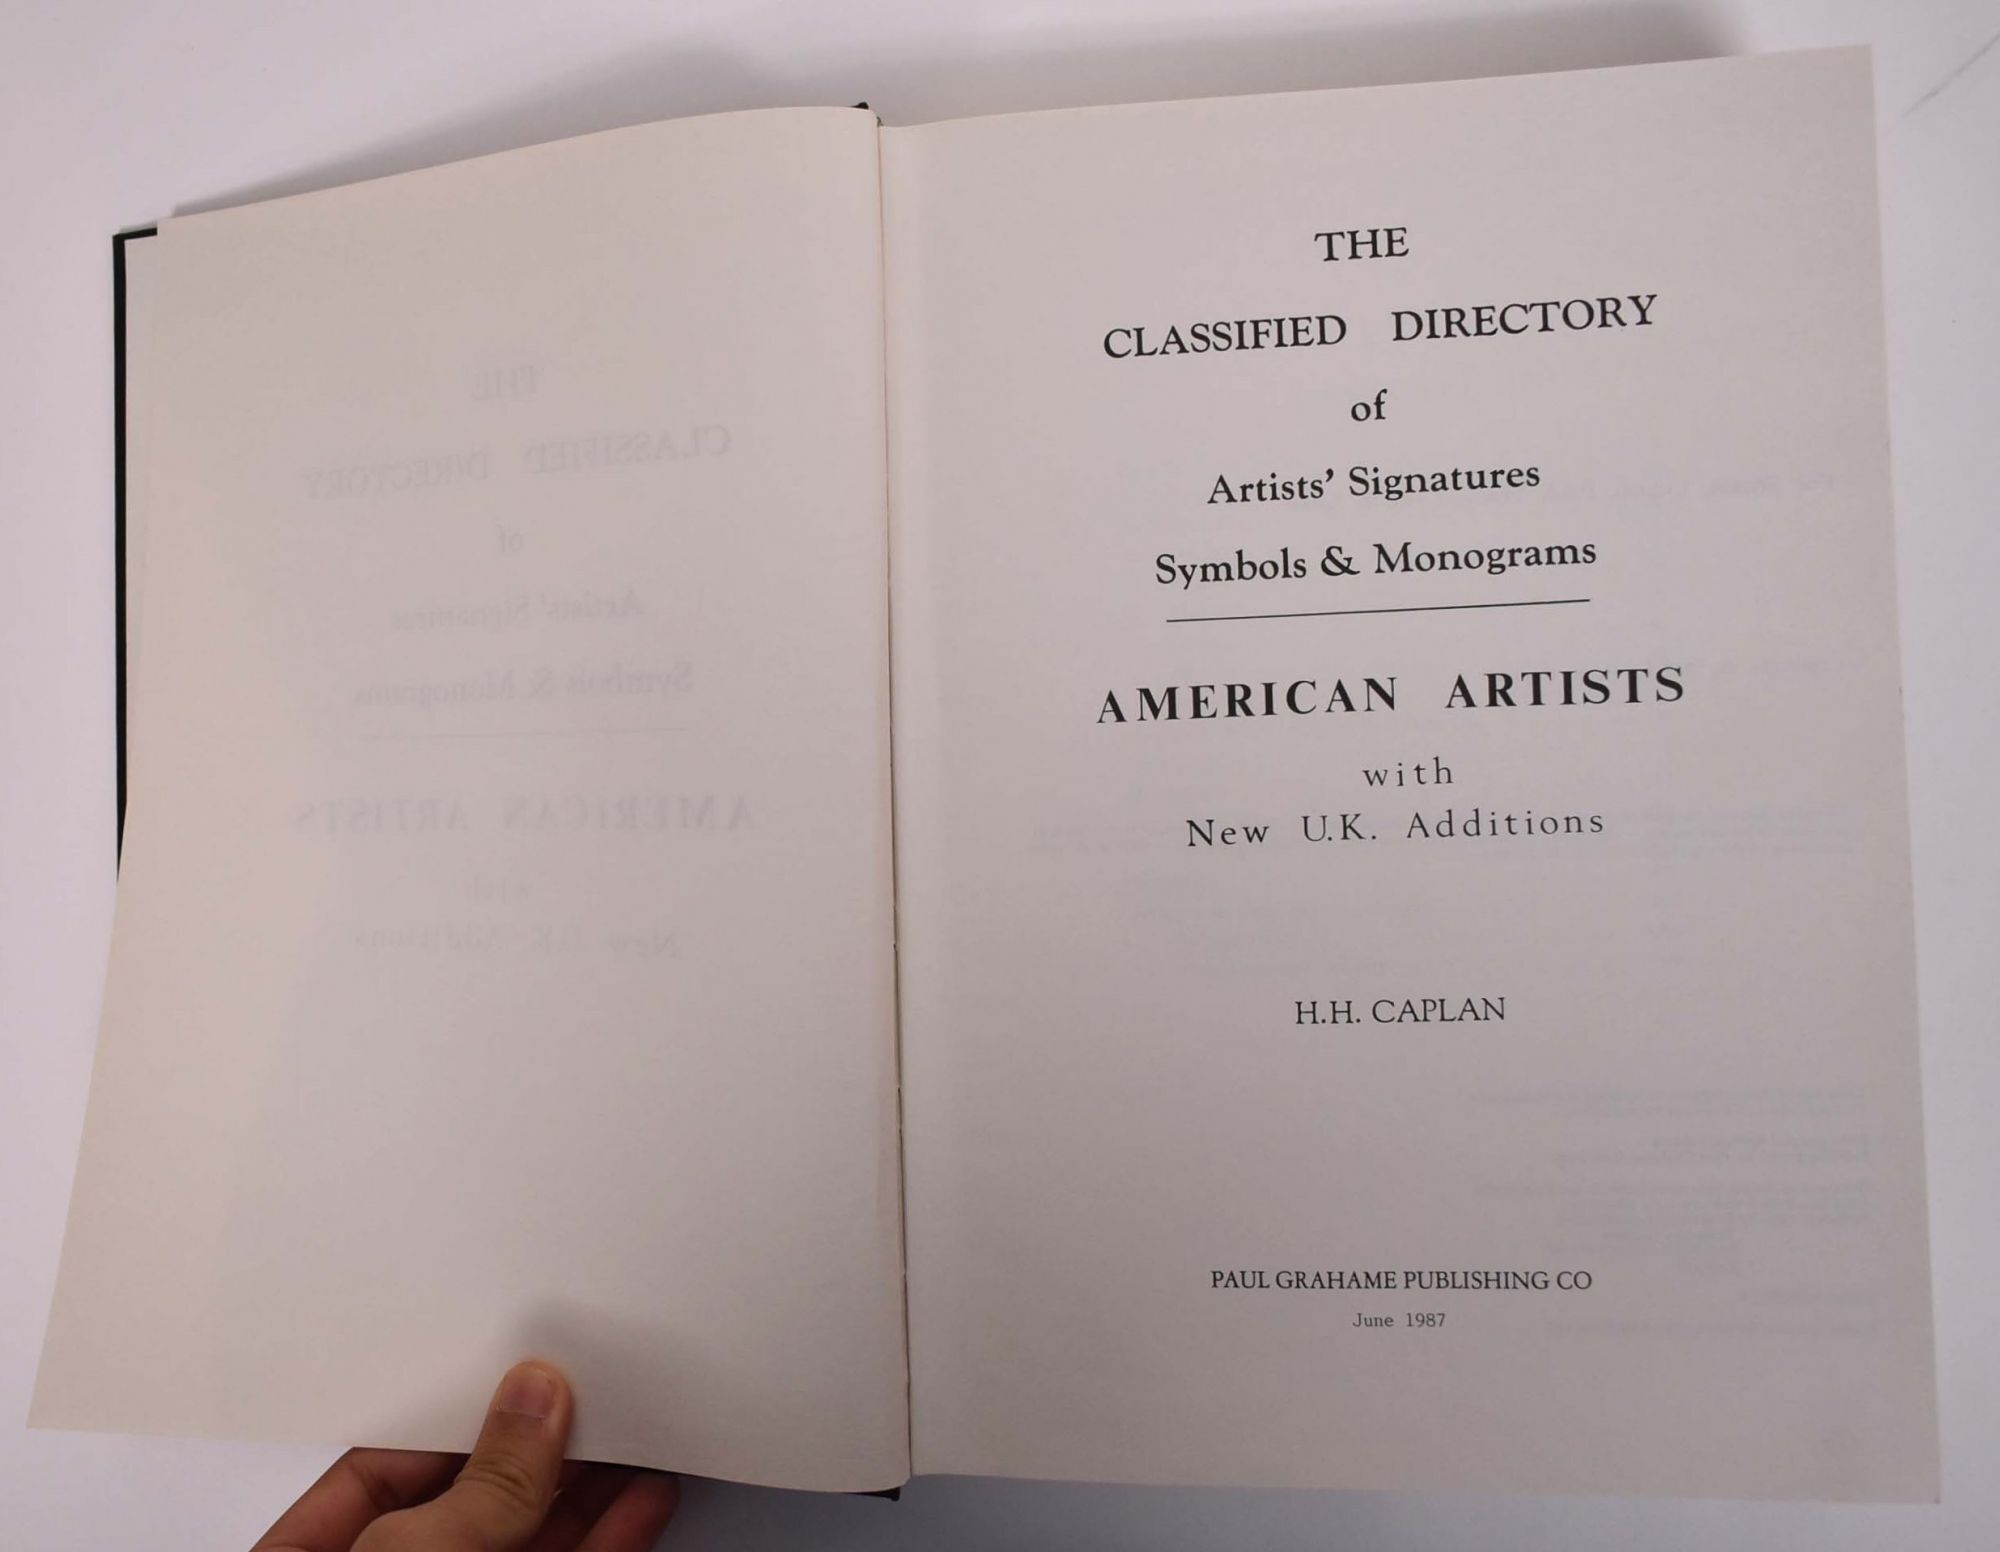 THE
CLASSIFIED DIRECTORY
of
Artists' Signatures
Symbols & Monograms
AMERICAN ARTISTS
with
New U.K. Additions
H.H. CAPLAN
PAUL GRAHAME PUBLISHING CO
June 1987